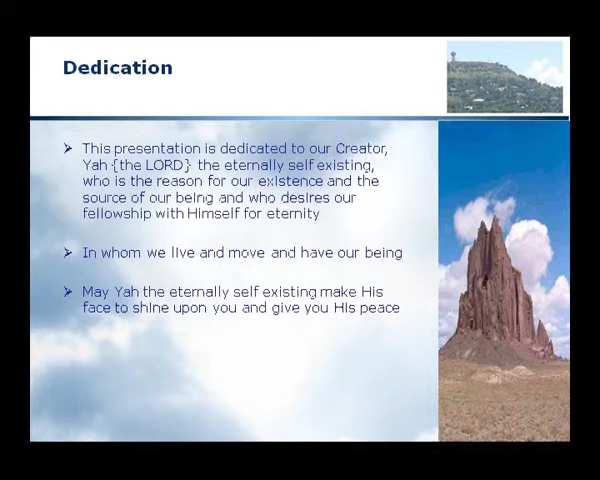 Dedication
This presentation is dedicated to our Creator,
Yah {the LORD} the eternally self existing,
who is the reason for our existence and the
source of our being and who desires our
fellowship with Himself for eternity
In whom we live and move and have our being
May Yah the eternally self existing make His
face to shine upon you and give you His peace